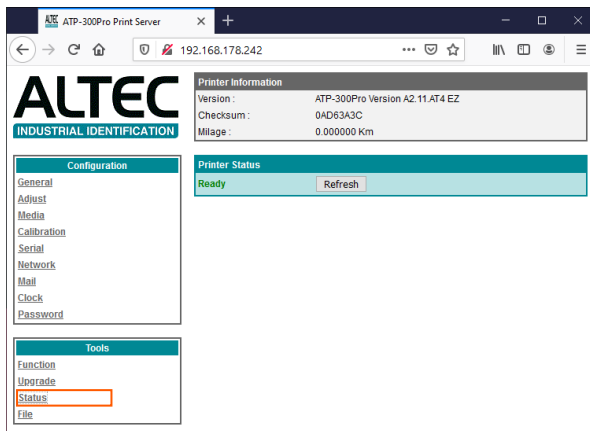 ALTEC ATP-300Pro Print Server
192.168.178.242
ALTEC
INDUSTRIAL IDENTIFICATION
Printer Information
Version : ATP-300Pro Version A2.11.AT4 EZ
Checksum : 0AD63A3C
Milage : 0.000000 Km
Configuration
General
Adjust
Media
Calibration
Serial
Network
Mail
Clock
Password
Printer Status
Ready Refresh
Tools
Function
Upgrade
Status
File